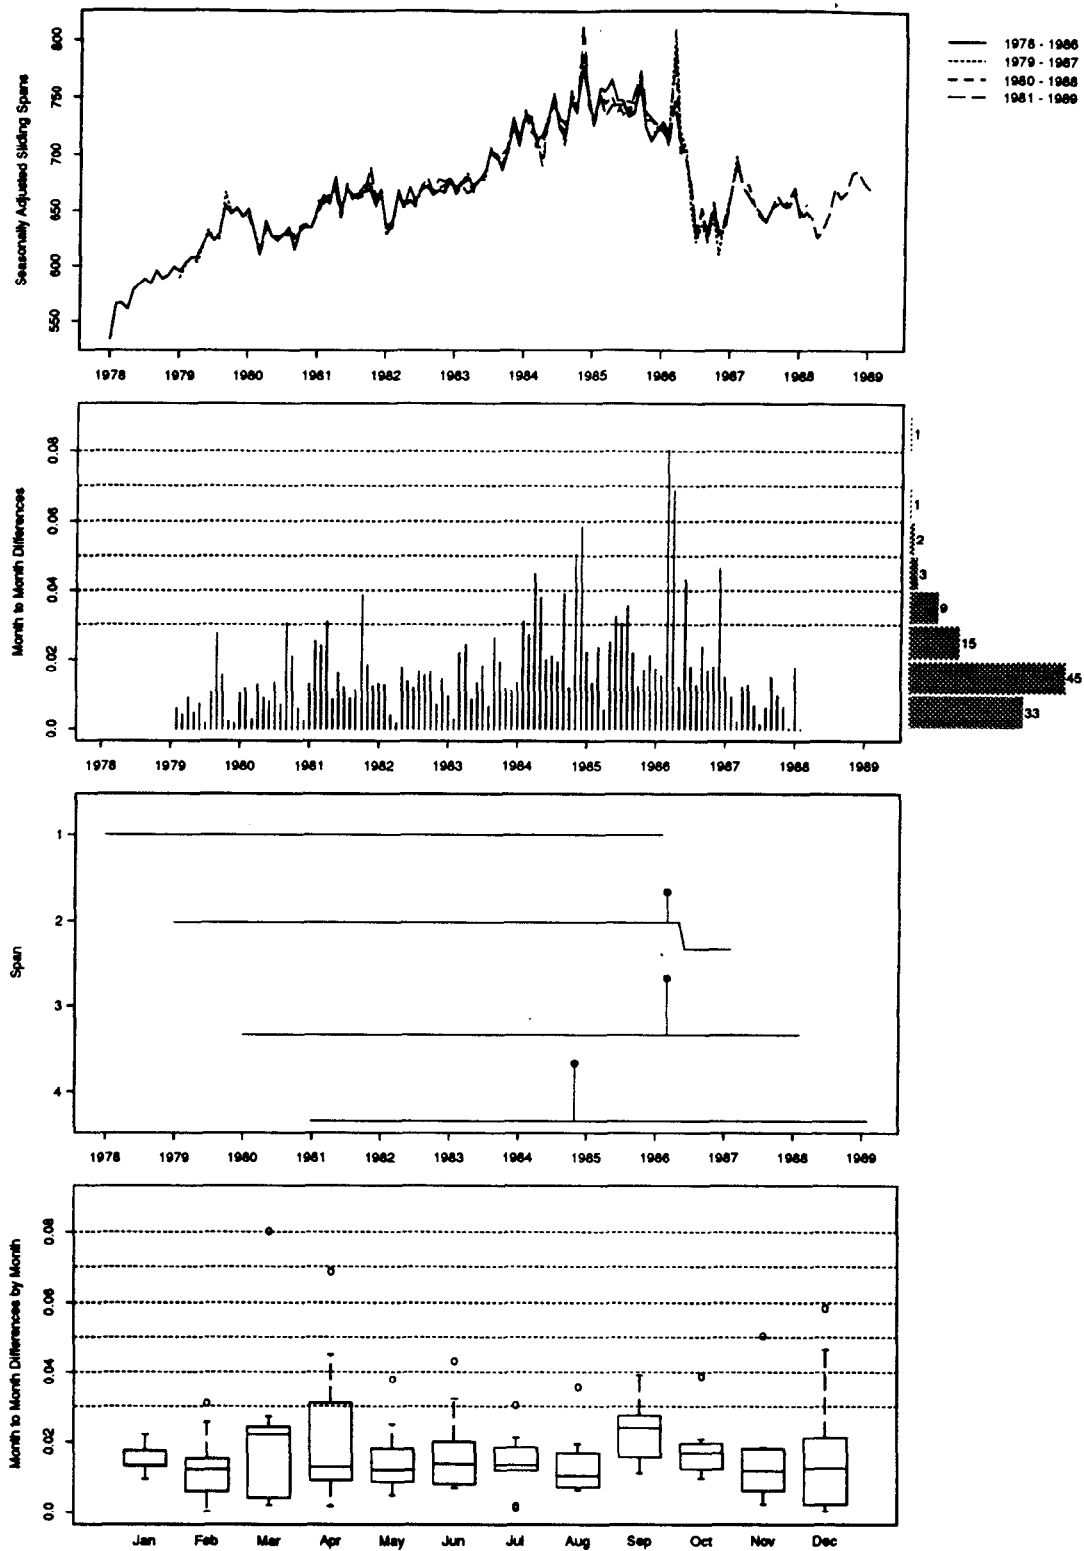 Seasonally Adjusted Sliding Spans
800
750
700
650
600
550
1978 1979 1980 1981 1982 1983 1984 1985 1986 1987 1988 1989
1978 - 1986
1979 - 1987
1980 - 1988
1981 - 1989
Month to Month Differences
0.08
0.06
0.04
0.02
0.0
1978 1979 1980 1981 1982 1983 1984 1985 1986 1987 1988 1989
1
1
2
3
9
15
45
33
Span
1
2
3
4
1978 1979 1980 1981 1982 1983 1984 1985 1986 1987 1988 1989
Month to Month Differences by Month
0.08
0.06
0.04
0.02
0.0
Jan Feb Mar Apr May Jun Jul Aug Sep Oct Nov Dec